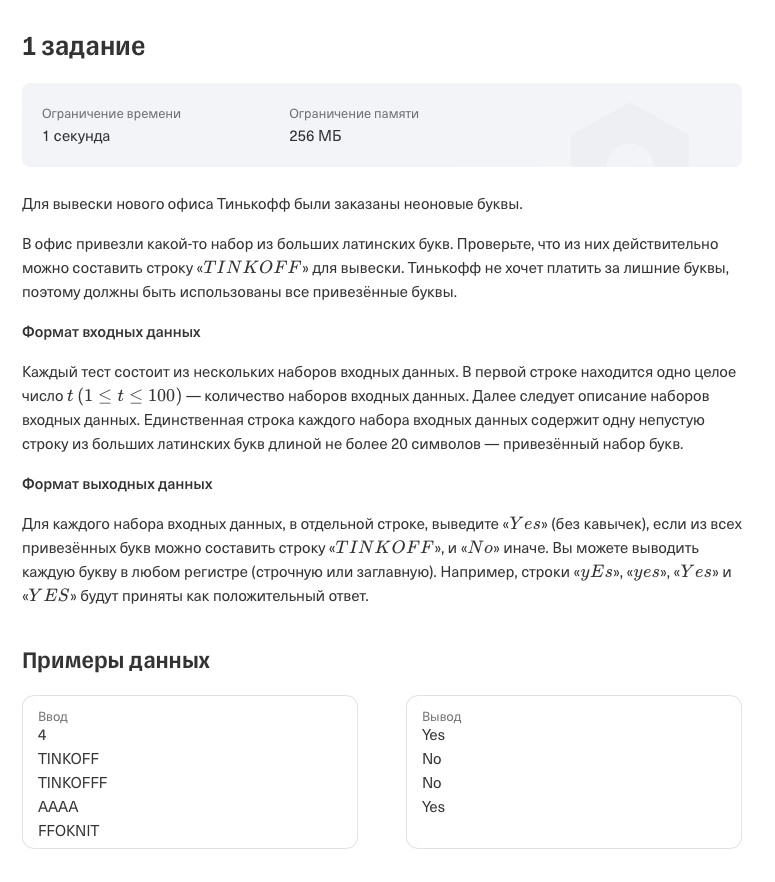 1 задание
Ограничение времени
Ограничение памяти
1 секунда
256 МБ
Для вывески нового офиса Тинькофф были заказаны неоновые буквы.
В офис привезли какой-то набор из больших латинских букв. Проверьте, что из них действительно
можно составить строку «TINKOFF» для вывески. Тинькофф не хочет платить за лишние буквы,
поэтому должны быть использованы все привезённые буквы.
Формат входных данных
Каждый тест состоит из нескольких наборов входных данных. В первой строке находится одно целое
число t (1 ≤ t ≤ 100) — количество наборов входных данных. Далее следует описание наборов
входных данных. Единственная строка каждого набора входных данных содержит одну непустую
строку из больших латинских букв длиной не более 20 символов — привезённый набор букв.
Формат выходных данных
Для каждого набора входных данных, в отдельной строке, выведите «Yes» (без кавычек), если из всех
привезённых букв можно составить строку «TINKOFF», и «No» иначе. Вы можете выводить
каждую букву в любом регистре (строчную или заглавную). Например, строки «yEs», «yes», «Yes» и
«YES» будут приняты как положительный ответ.
Примеры данных
Ввод
4
TINKOFF
TINKOFFF
AAAA
FFOKNIT
Вывод
Yes
No
No
Yes